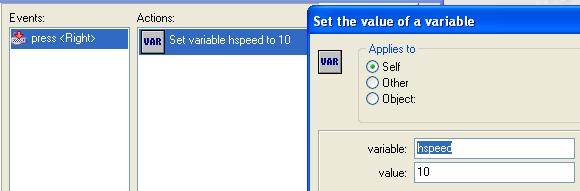 Events:
Actions:
press <Right>
VAR Set variable hspeed to 10
Set the value of a variable
VAR
Applies to
Self
Other
Object:
variable: hspeed
value: 10